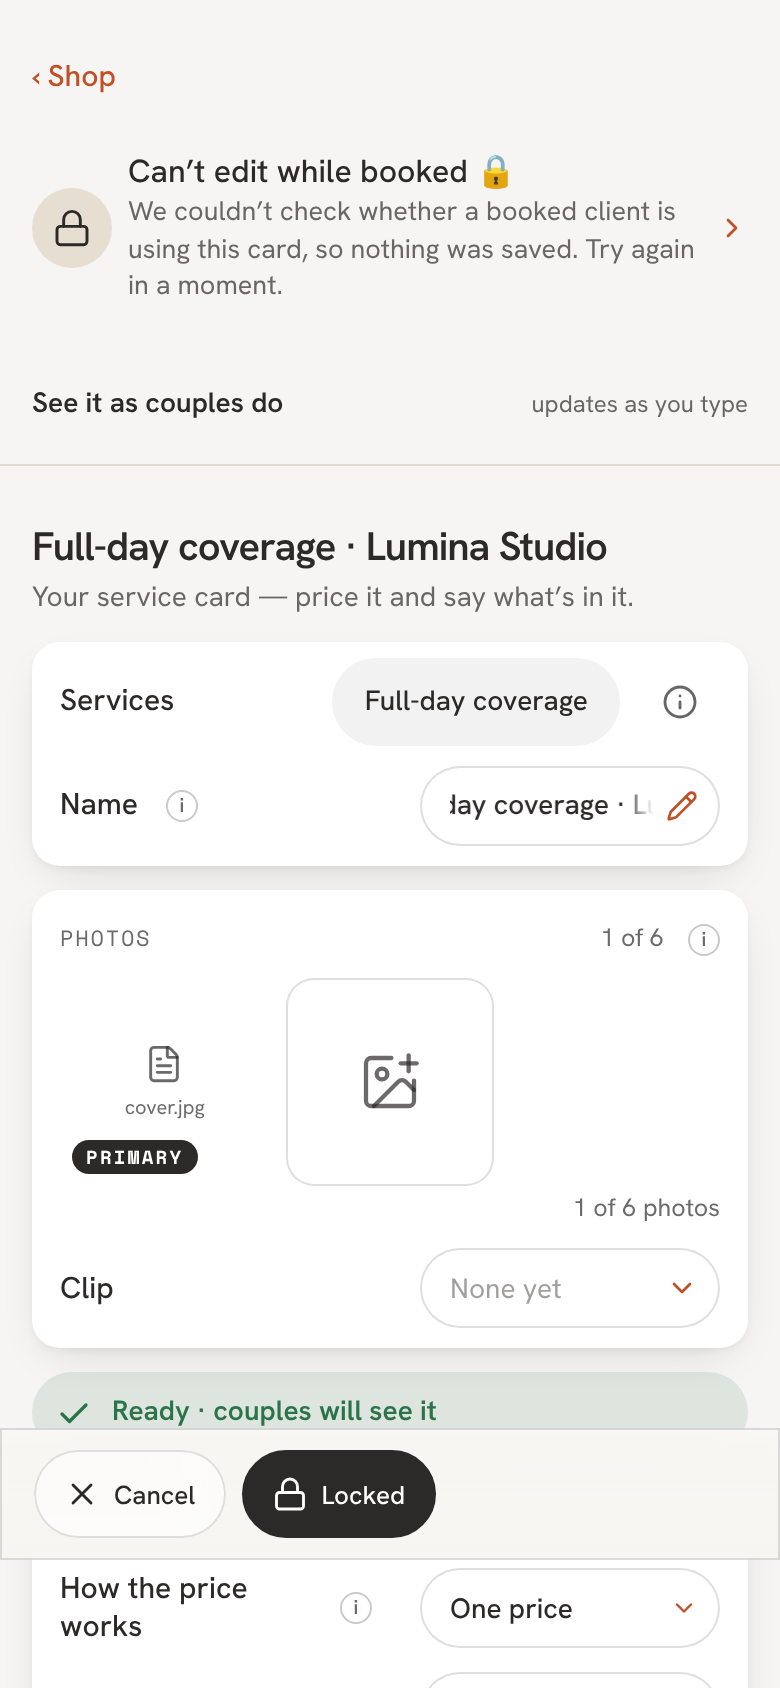 ‹ Shop
Can’t edit while booked 🔒
We couldn’t check whether a booked client is
using this card, so nothing was saved. Try again
in a moment.
See it as couples do
updates as you type
Full-day coverage · Lumina Studio
Your service card — price it and say what’s in it.
Services
Full-day coverage
Name
day coverage · Lu
PHOTOS
1 of 6
cover.jpg
PRIMARY
1 of 6 photos
Clip
None yet
Ready · couples will see it
Cancel
Locked
How the price
works
One price